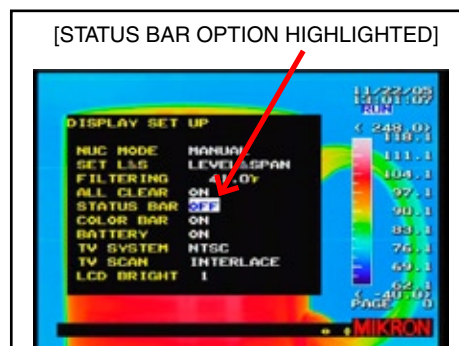 [STATUS BAR OPTION HIGHLIGHTED]
11/22/05
RUN
DISPLAY SET UP
NUC MODE MANUAL
SET L&S LEVEL&SPAN
FILTERING
ALL CLEAR ON
STATUS BAR OFF
COLOR BAR ON
BATTERY ON
TV SYSTEM NTSC
TV SCAN INTERLACE
LCD BRIGHT 1
118.1
111.1
104.1
97.1
90.1
83.1
76.1
69.1
62.1
PAGE 0
MIKRON